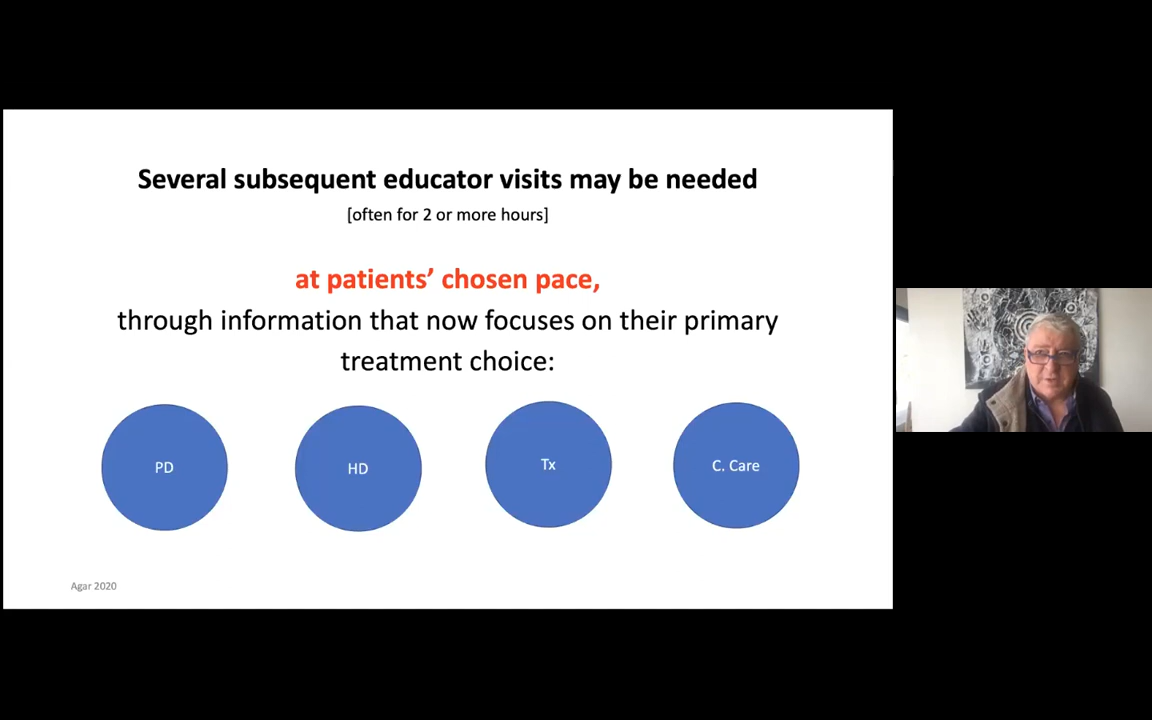 Several subsequent educator visits may be needed
[often for 2 or more hours]
at patients’ chosen pace,
through information that now focuses on their primary
treatment choice:
PD
HD
Tx
C. Care
Agar 2020